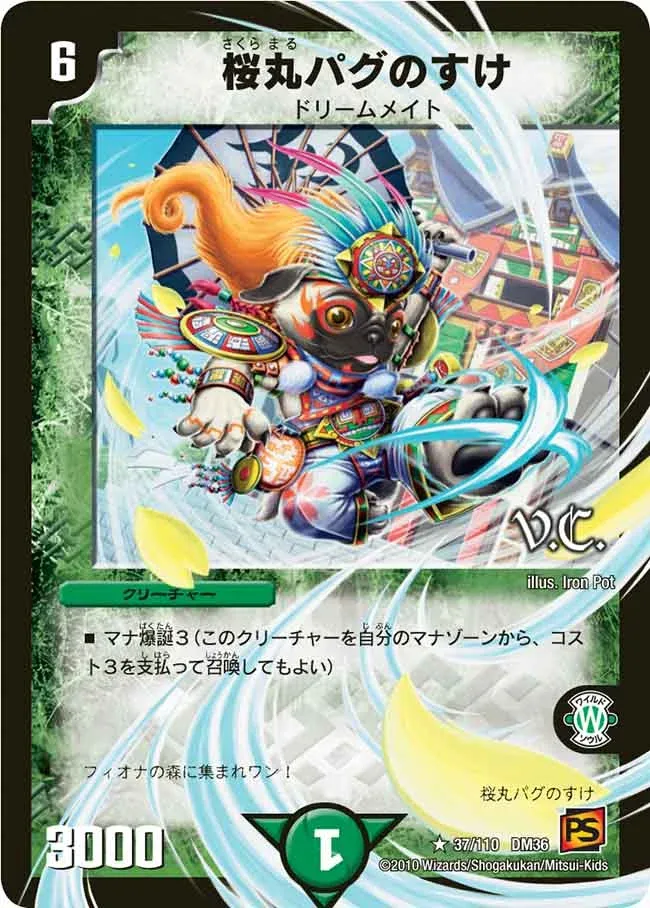 6
さくら まる
桜丸パグのすけ
ドリームメイト
V.C.
illus. Iron Pot
クリーチャー
ばくたん じぶん
■ マナ爆誕3(このクリーチャーを自分のマナゾーンから、コス
しはら しょうかん
ト3を支払って召喚してもよい)
ワイルド
W
ソウル
フィオナの森に集まれワン!
桜丸パグのすけ
3000
1
PS
★ 37/110 DM36
©2010 Wizards/Shogakukan/Mitsui-Kids